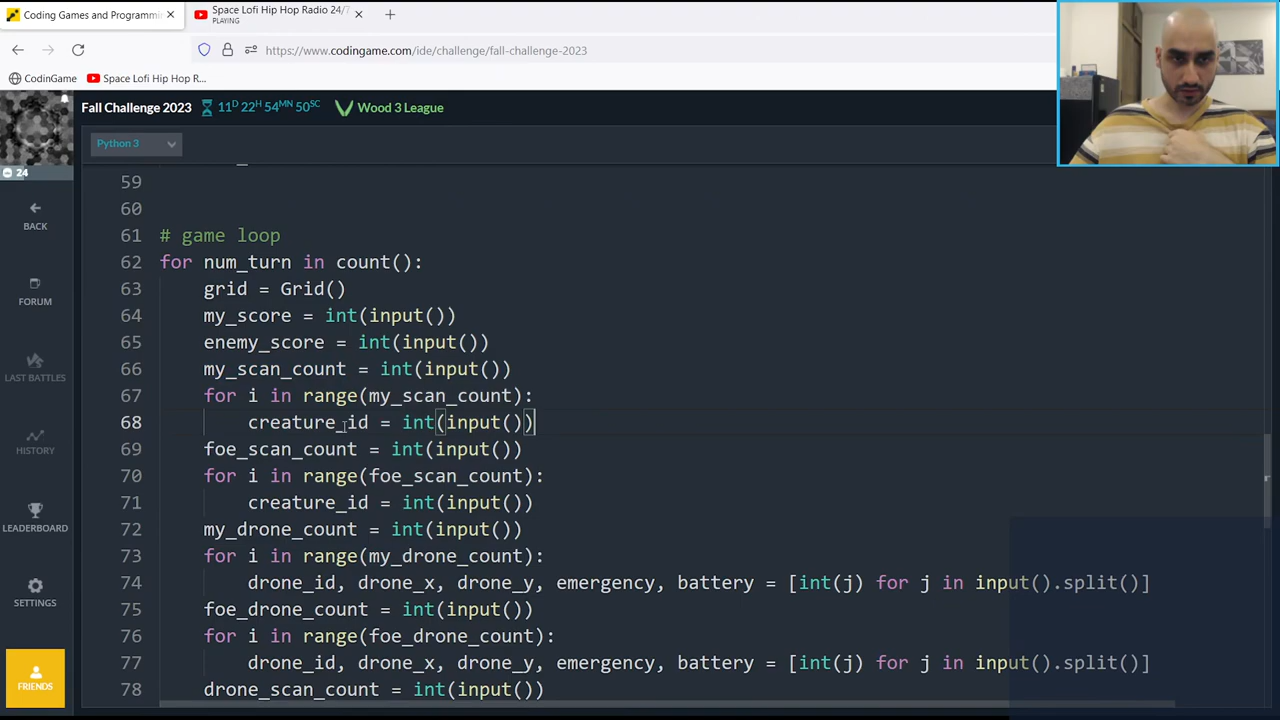 Coding Games and Programmi
Space Lofi Hip Hop Radio 24/7
PLAYING
https://www.codingame.com/ide/challenge/fall-challenge-2023
CodinGame
Space Lofi Hip Hop R...
Fall Challenge 2023
11D 22H 54MN 50SC
Wood 3 League
Python 3
24
BACK
FORUM
LAST BATTLES
HISTORY
LEADERBOARD
SETTINGS
FRIENDS
59
60
61 # game loop
62 for num_turn in count():
63 grid = Grid()
64 my_score = int(input())
65 enemy_score = int(input())
66 my_scan_count = int(input())
67 for i in range(my_scan_count):
68 creature_id = int(input())
69 foe_scan_count = int(input())
70 for i in range(foe_scan_count):
71 creature_id = int(input())
72 my_drone_count = int(input())
73 for i in range(my_drone_count):
74 drone_id, drone_x, drone_y, emergency, battery = [int(j) for j in input().split()]
75 foe_drone_count = int(input())
76 for i in range(foe_drone_count):
77 drone_id, drone_x, drone_y, emergency, battery = [int(j) for j in input().split()]
78 drone_scan_count = int(input())